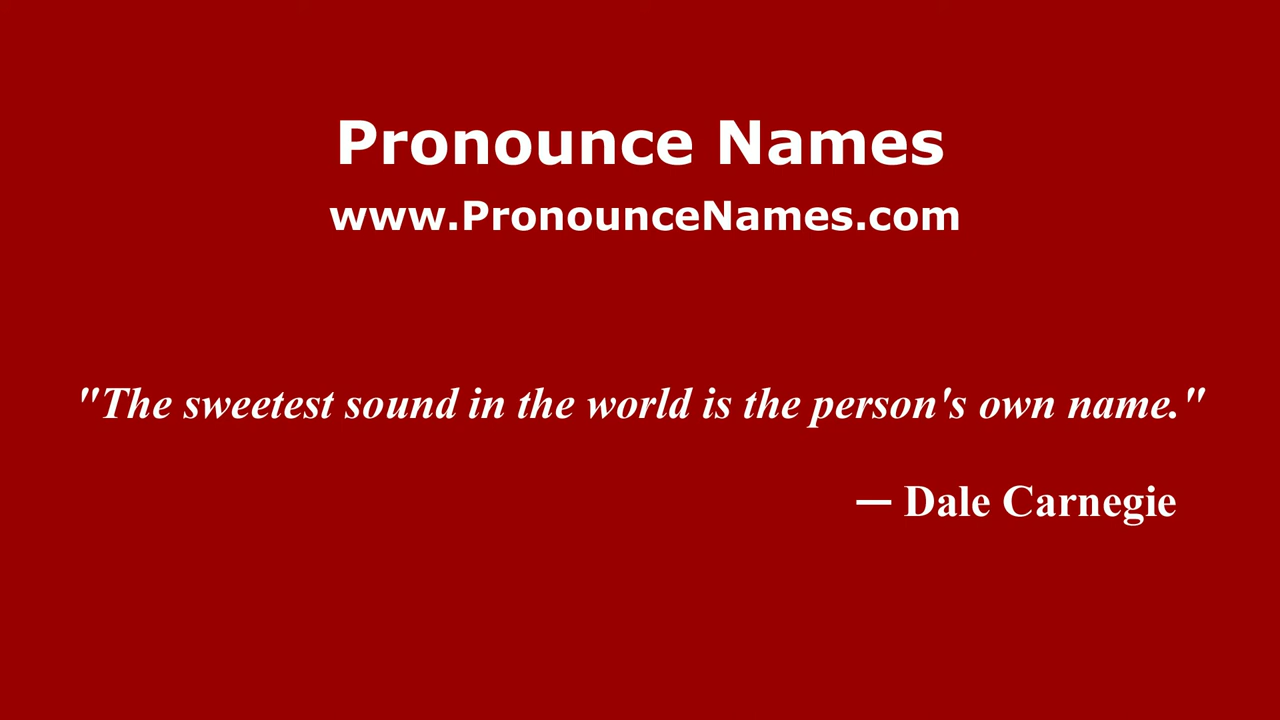 Pronounce Names
www.PronounceNames.com
"The sweetest sound in the world is the person's own name."
— Dale Carnegie